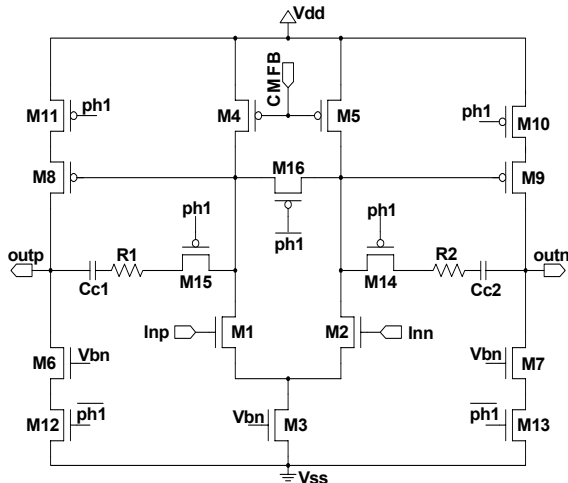 Vdd
M11
ph1
M4
CMFB
M5
ph1
M10
M8
M16
M9
ph1
ph1
ph1
outp
R1
R2
outn
Cc1
M15
M14
Cc2
Inp
M1
M2
Inn
M6
Vbn
Vbn
M7
M12
ph1
Vbn
M3
ph1
M13
Vss